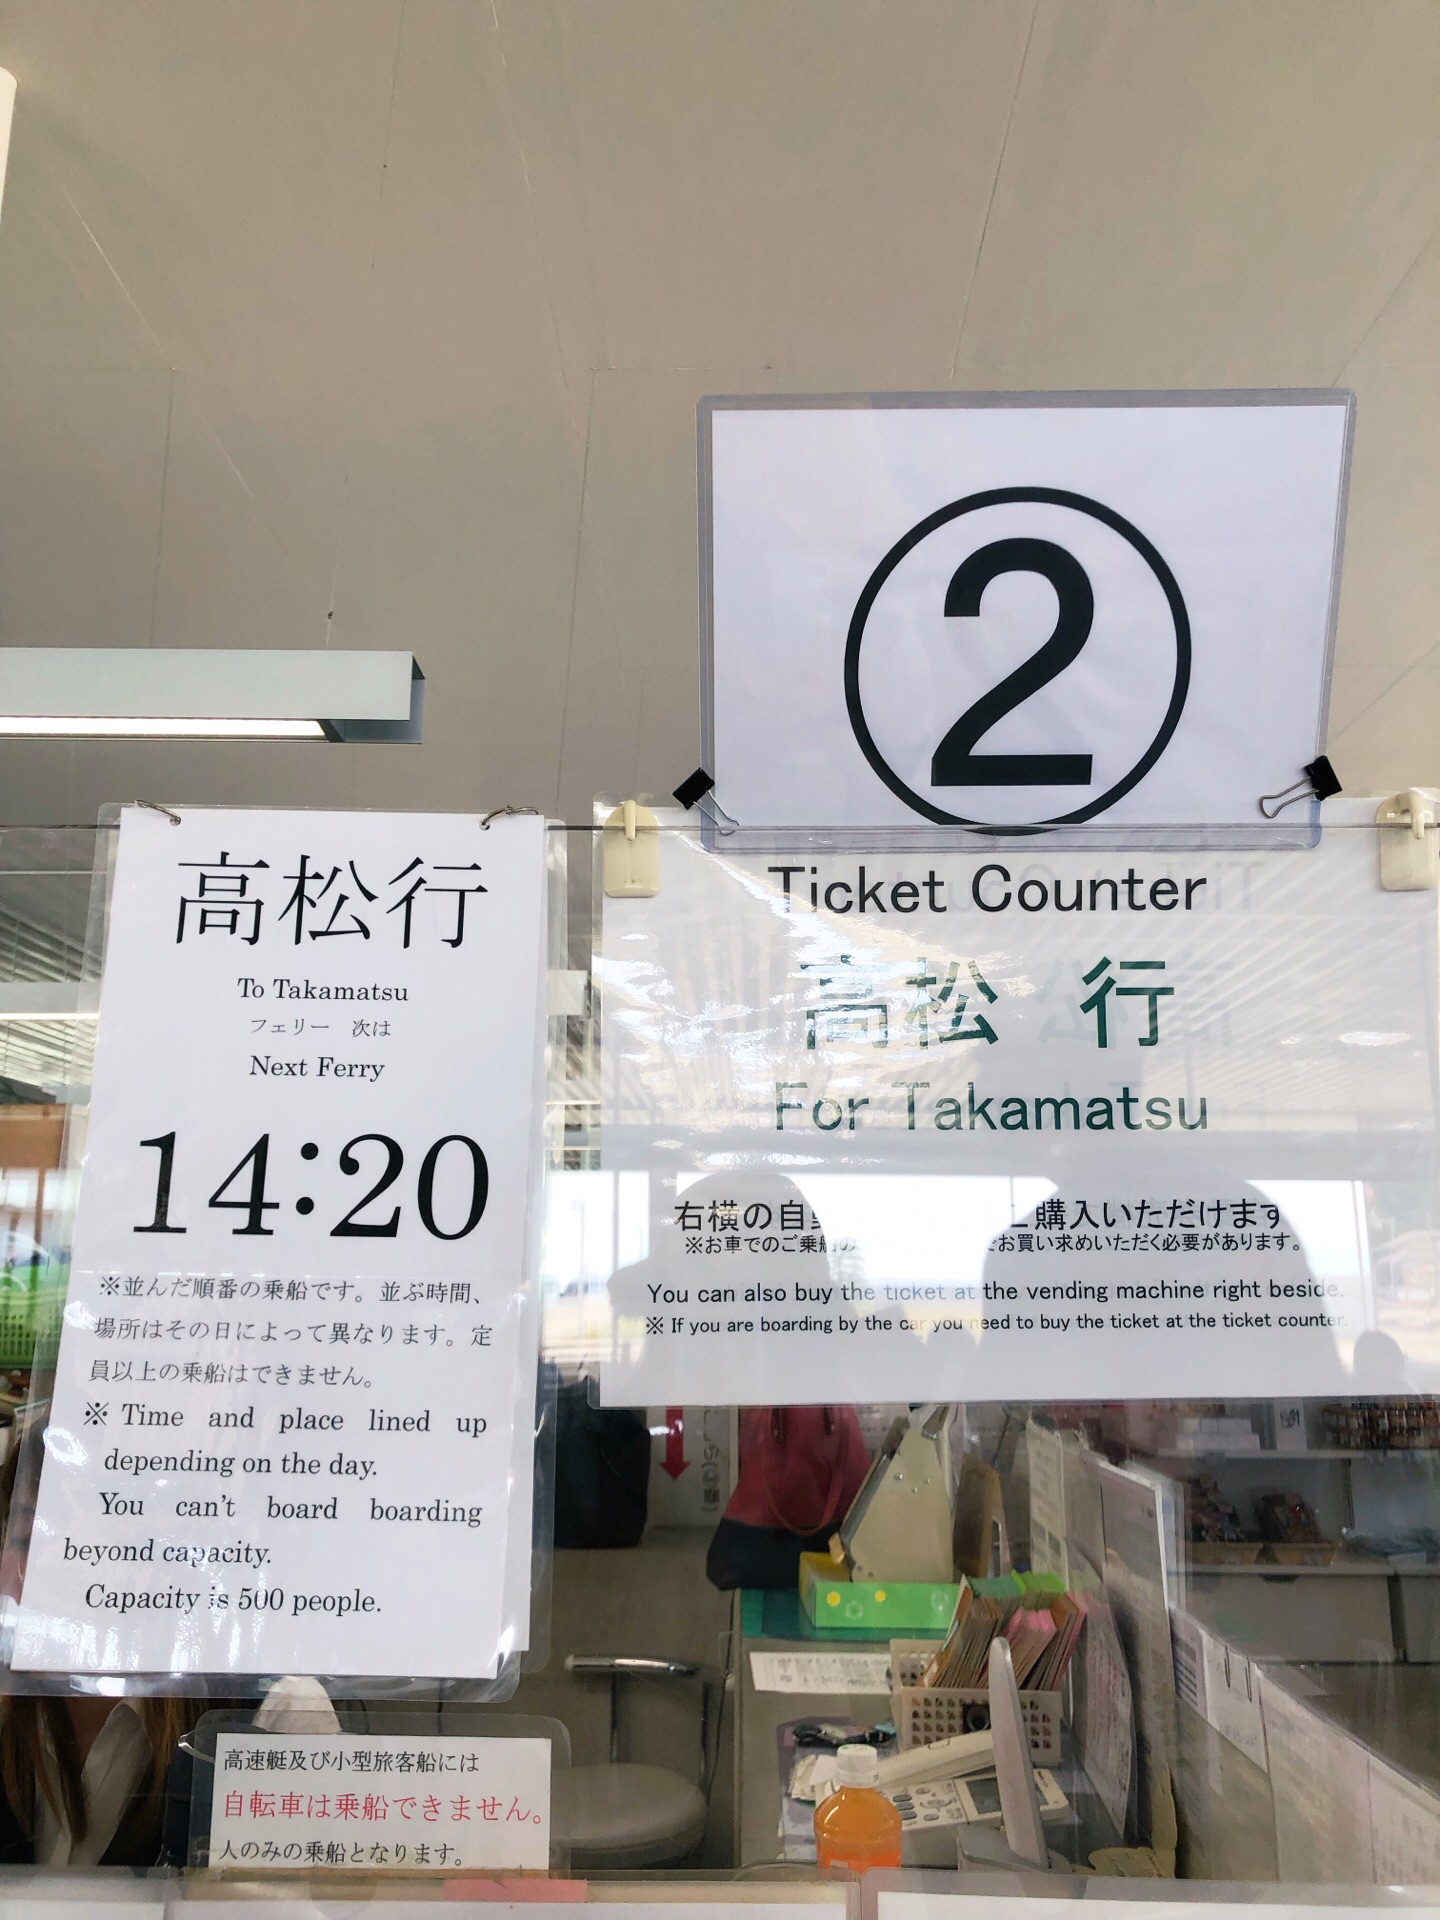 ②
Ticket Counter
高松 行
For Takamatsu
右横の自 ご購入いただけます
※お車でのご乗船の でお買い求めいただく必要があります。
You can also buy the ticket at the vending machine right beside.
※ If you are boarding by the car you need to buy the ticket at the ticket counter.
高松行
To Takamatsu
フェリー 次は
Next Ferry
14:20
※並んだ順番の乗船です。並ぶ時間、
場所はその日によって異なります。定
員以上の乗船はできません。
※ Time and place lined up
depending on the day.
You can't board boarding
beyond capacity.
Capacity is 500 people.
高速艇及び小型旅客船には
自転車は乗船できません。
人のみの乗船となります。